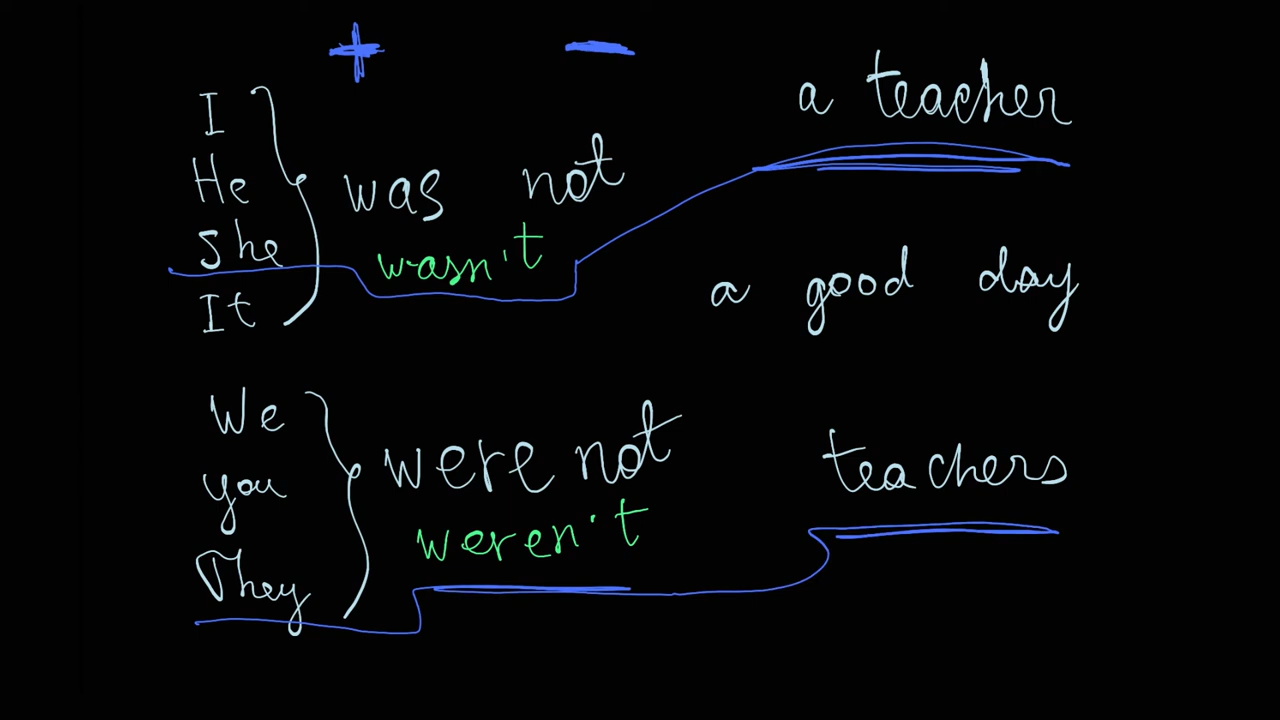 + -
a teacher
I
He
She
It
was not
wasn't
a good day
We
you
They
were not
weren't
teachers